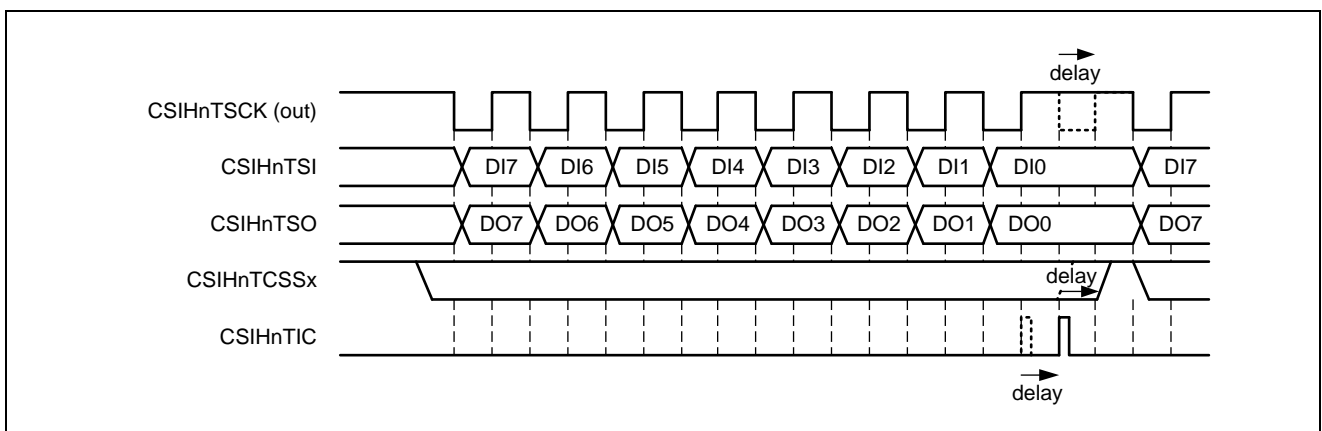 delay
CSIHnTSCK (out)
CSIHnTSI DI7 DI6 DI5 DI4 DI3 DI2 DI1 DI0 DI7
CSIHnTSO DO7 DO6 DO5 DO4 DO3 DO2 DO1 DO0 DO7
CSIHnTCSSx delay
CSIHnTIC
delay